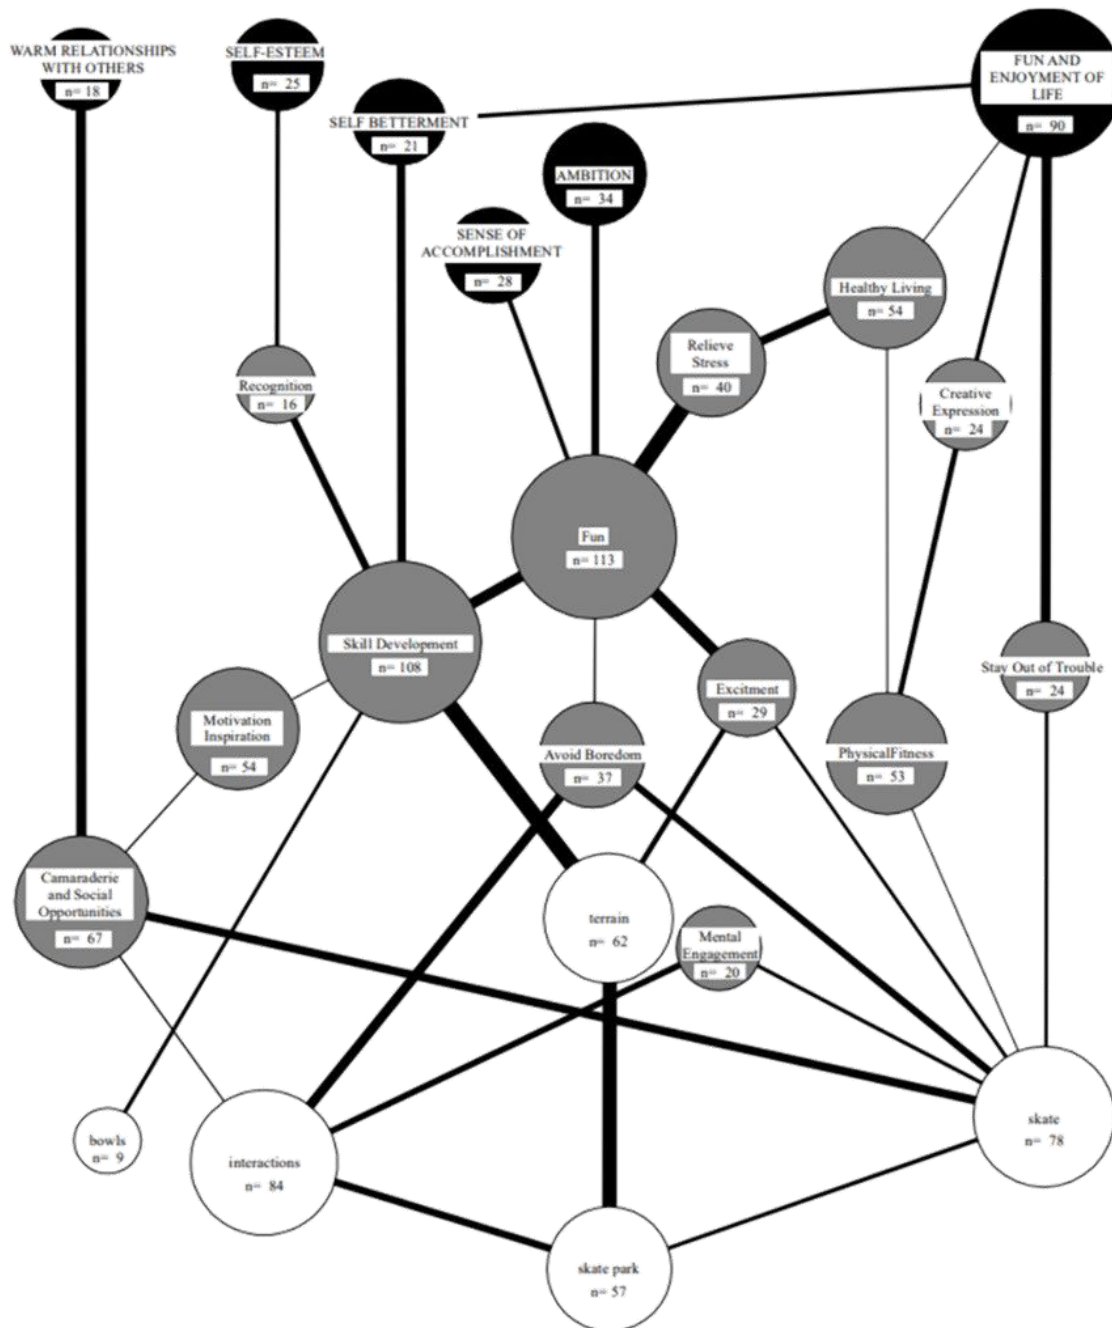 WARM RELATIONSHIPS
WITH OTHERS
n= 18
SELF-ESTEEM
n= 25
FUN AND
ENJOYMENT OF
LIFE
n= 90
SELF BETTERMENT
n= 21
AMBITION
n= 34
SENSE OF
ACCOMPLISHMENT
n= 28
Healthy Living
n= 54
Relieve
Stress
n= 40
Recognition
n= 16
Creative
Expression
n= 24
Fun
n= 113
Skill Development
n= 108
Stay Out of Trouble
n= 24
Excitment
n= 29
Motivation
Inspiration
n= 54
Avoid Boredom
n= 37
PhysicalFitness
n= 53
Camaraderie
and Social
Opportunities
n= 67
terrain
n= 62
Mental
Engagement
n= 20
skate
n= 78
bowls
n= 9
interactions
n= 84
skate park
n= 57